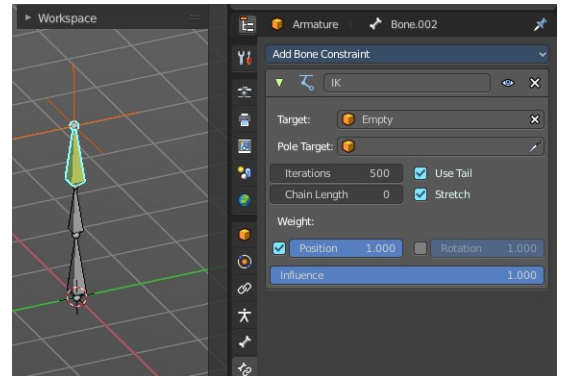 Workspace
Armature Bone.002
Add Bone Constraint
IK
Target: Empty
Pole Target:
Iterations 500 Use Tail
Chain Length 0 Stretch
Weight:
Position 1.000 Rotation 1.000
Influence 1.000